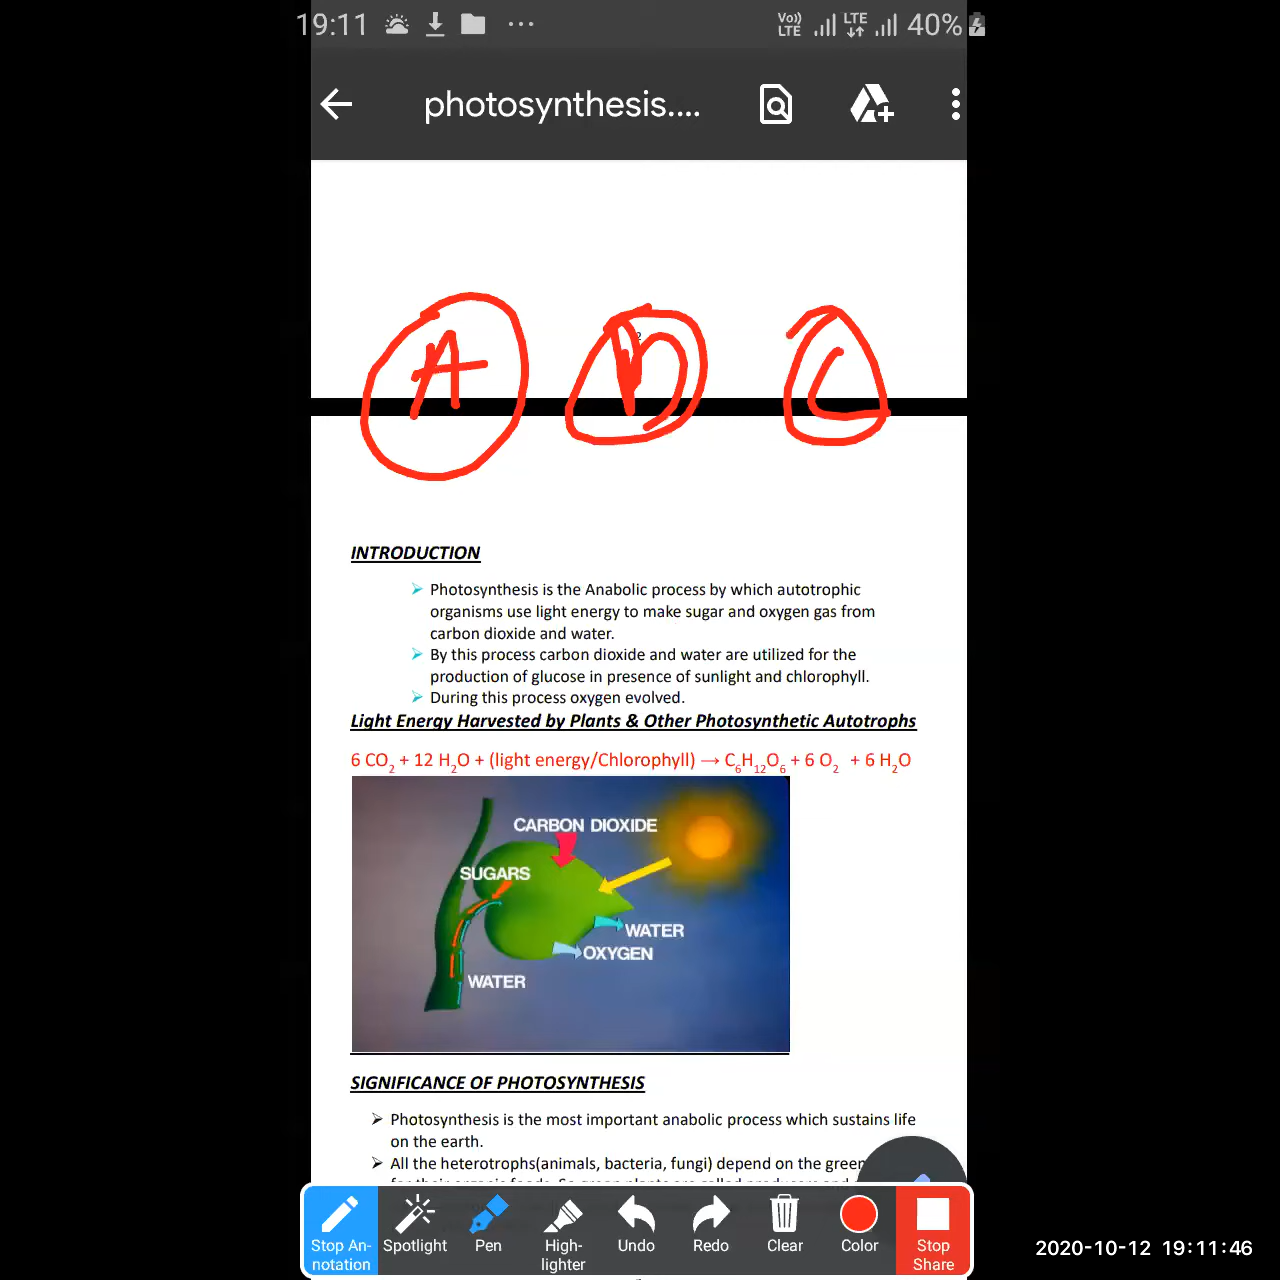 19:11 ... Vo)) LTE LTE 40%
photosynthesis....
2
A D C
INTRODUCTION
➢ Photosynthesis is the Anabolic process by which autotrophic
organisms use light energy to make sugar and oxygen gas from
carbon dioxide and water.
➢ By this process carbon dioxide and water are utilized for the
production of glucose in presence of sunlight and chlorophyll.
➢ During this process oxygen evolved.
Light Energy Harvested by Plants & Other Photosynthetic Autotrophs
6 CO₂ + 12 H₂O + (light energy/Chlorophyll) → C₆H₁₂O₆ + 6 O₂ + 6 H₂O
CARBON DIOXIDE
SUGARS
WATER
OXYGEN
WATER
SIGNIFICANCE OF PHOTOSYNTHESIS
➢ Photosynthesis is the most important anabolic process which sustains life
on the earth.
➢ All the heterotrophs(animals, bacteria, fungi) depend on the green
Stop An-
notation
Spotlight
Pen
High-
lighter
Undo
Redo
Clear
Color
Stop
Share
2020-10-12 19:11:46